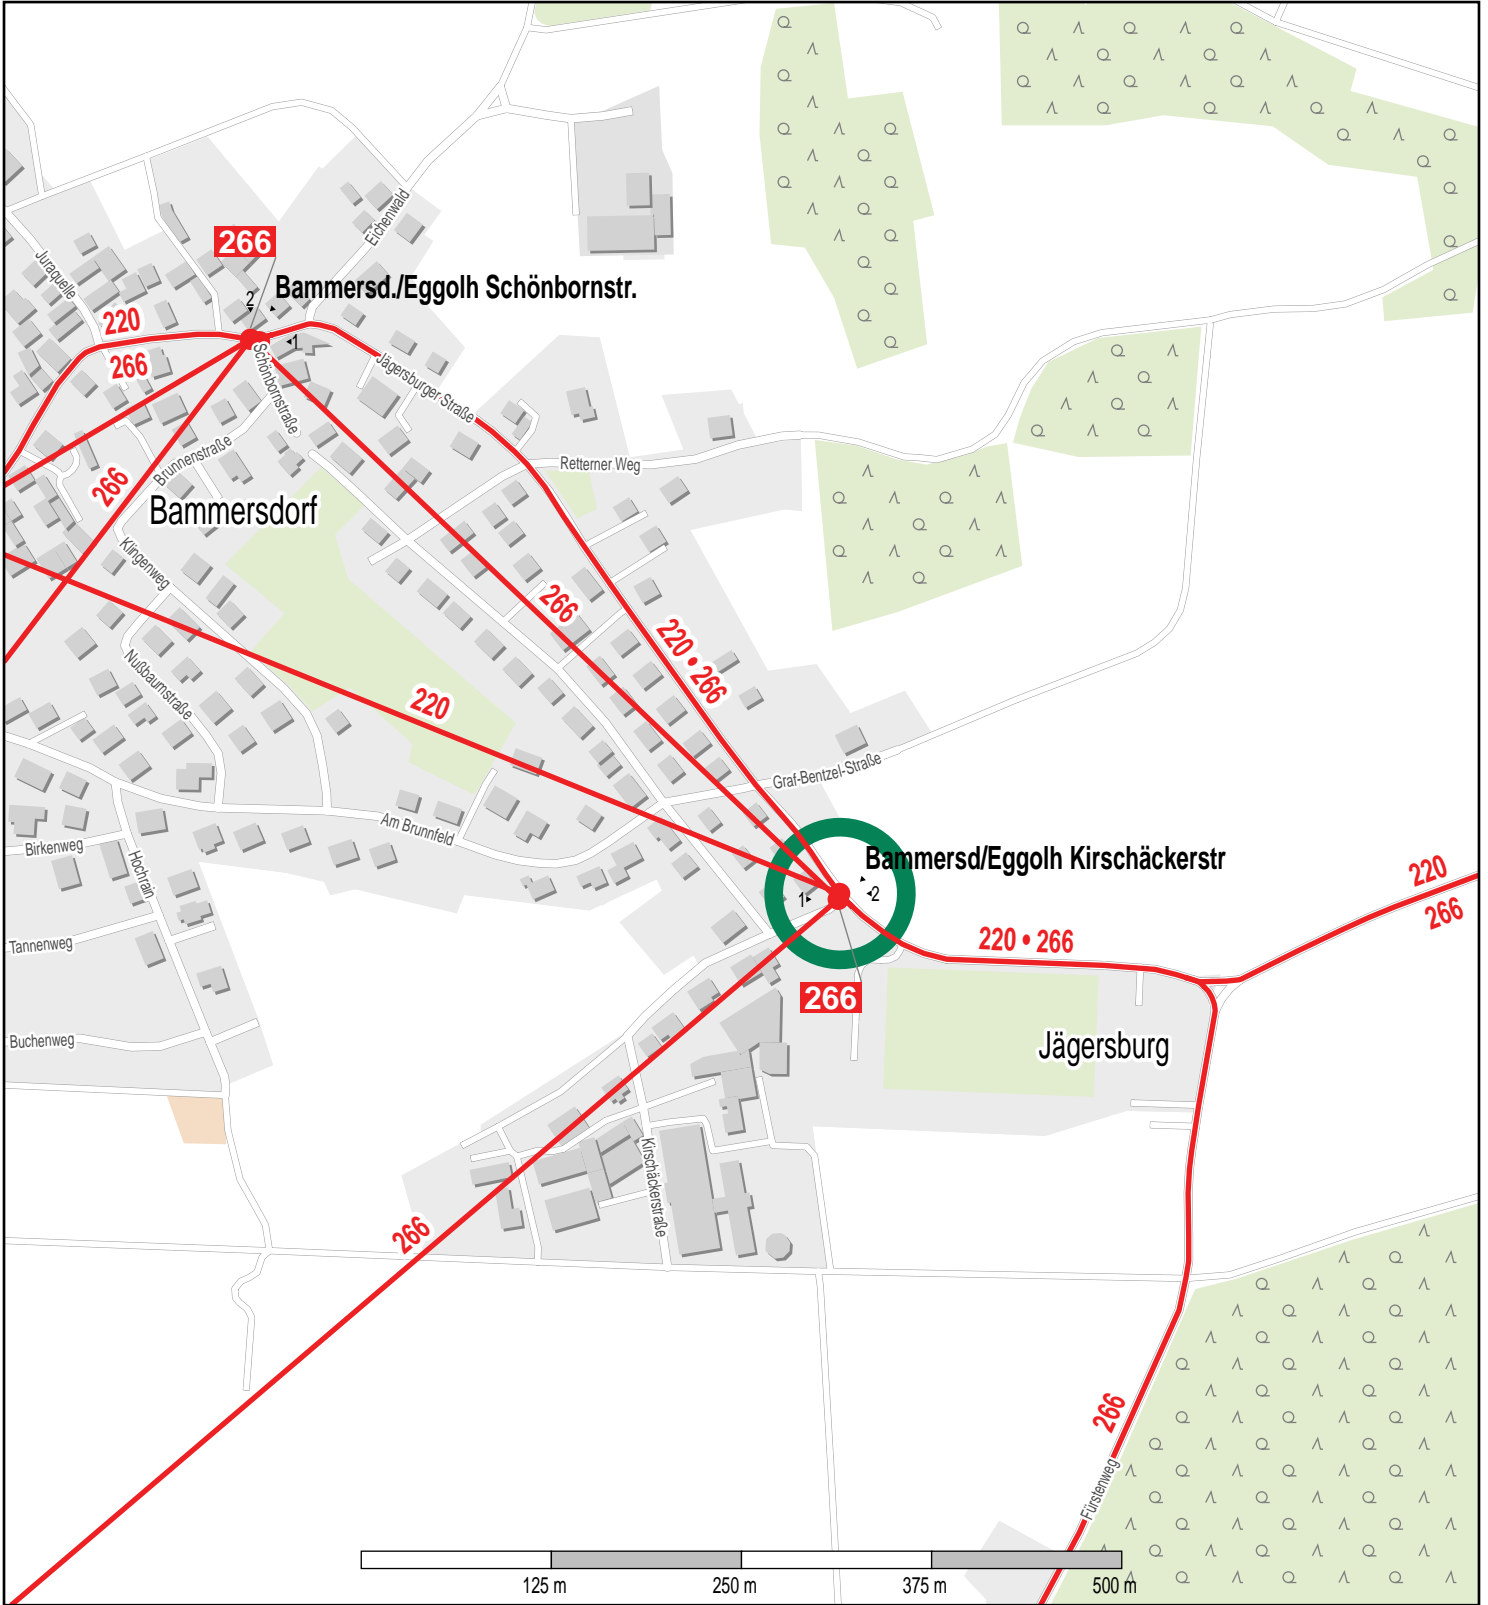 Eichenwald
Juraquelle
266
2
Bammersd./Eggolh Schönbornstr.
220
1
266
Schönbornstraße
Jägersburger-Straße
Brunnenstraße
Retterner Weg
266
Bammersdorf
Klingenweg
266
220 • 266
Nußbaumstraße
220
Graf-Bentzel-Straße
Am Brunnfeld
Birkenweg
Hochrain
Bammersd/Eggolh Kirschäckerstr
1
2
220
266
Tannenweg
220 • 266
266
Buchenweg
Jägersburg
Kirschäckerstraße
266
266
Fürstenweg
125 m
250 m
375 m
500 m